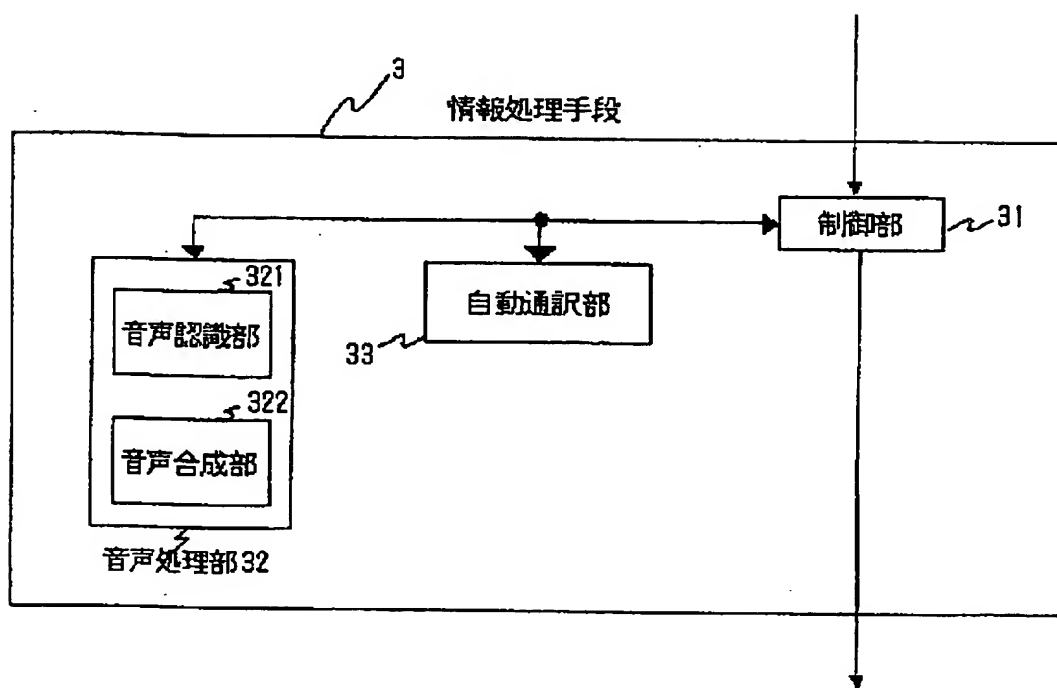 3
情報処理手段
制御部
31
321
音声認識部
自動通訳部
33
322
音声合成部
音声処理部32